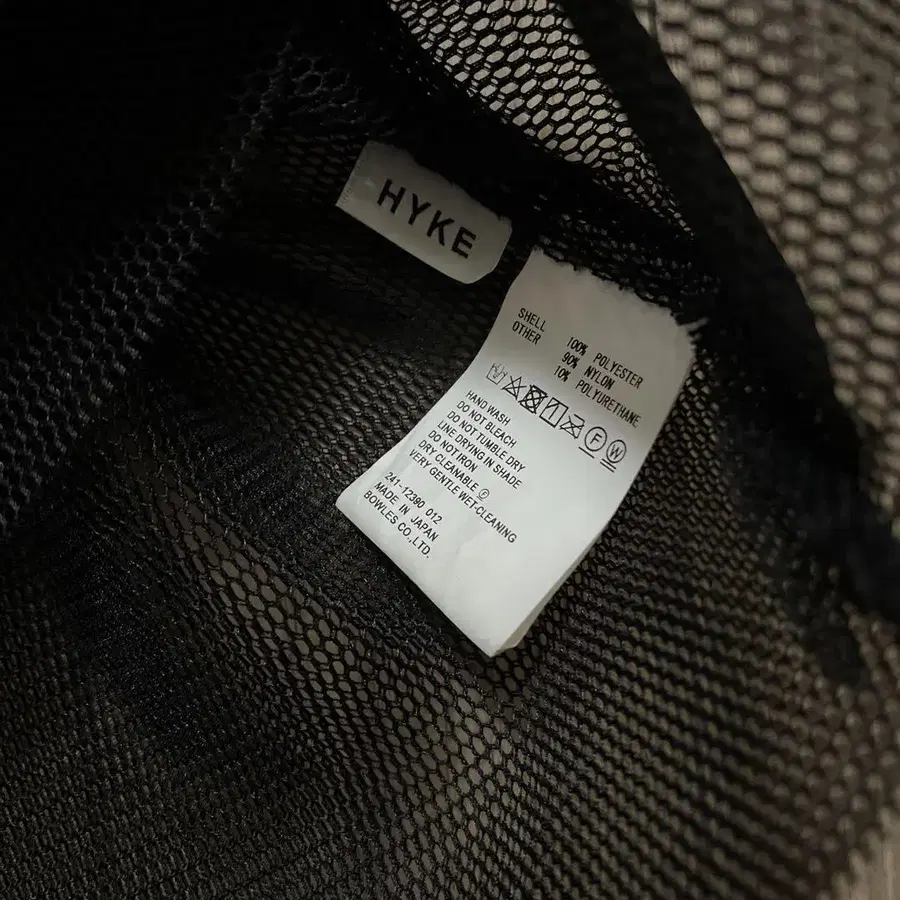 HYKE
SHELL 100% POLYESTER
OTHER 90% NYLON
10% POLYURETHANE
F W
HAND WASH
DO NOT BLEACH
DO NOT TUMBLE DRY
LINE DRYING IN SHADE
DO NOT IRON
DRY CLEANABLE Ⓕ
VERY GENTLE WET-CLEANING
241-12390 012
MADE IN JAPAN
BOWLES CO.,LTD.